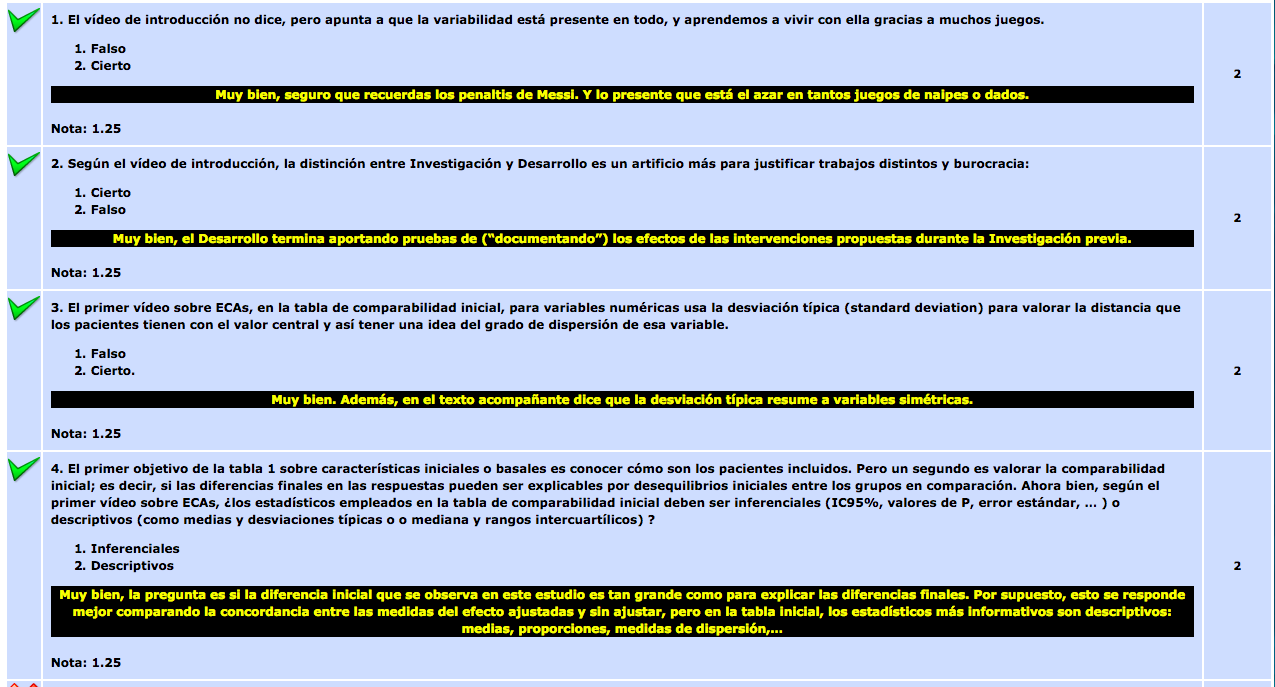 1. El vídeo de introducción no dice, pero apunta a que la variabilidad está presente en todo, y aprendemos a vivir con ella gracias a muchos juegos.
1. Falso
2. Cierto
2
Muy bien, seguro que recuerdas los penaltis de Messi. Y lo presente que está el azar en tantos juegos de naipes o dados.
Nota: 1.25
2. Según el vídeo de introducción, la distinción entre Investigación y Desarrollo es un artificio más para justificar trabajos distintos y burocracia:
1. Cierto
2. Falso
2
Muy bien, el Desarrollo termina aportando pruebas de (“documentando”) los efectos de las intervenciones propuestas durante la Investigación previa.
Nota: 1.25
3. El primer vídeo sobre ECAs, en la tabla de comparabilidad inicial, para variables numéricas usa la desviación típica (standard deviation) para valorar la distancia que
los pacientes tienen con el valor central y así tener una idea del grado de dispersión de esa variable.
1. Falso
2. Cierto.
2
Muy bien. Además, en el texto acompañante dice que la desviación típica resume a variables simétricas.
Nota: 1.25
4. El primer objetivo de la tabla 1 sobre características iniciales o basales es conocer cómo son los pacientes incluidos. Pero un segundo es valorar la comparabilidad
inicial; es decir, si las diferencias finales en las respuestas pueden ser explicables por desequilibrios iniciales entre los grupos en comparación. Ahora bien, según el
primer vídeo sobre ECAs, ¿los estadísticos empleados en la tabla de comparabilidad inicial deben ser inferenciales (IC95%, valores de P, error estándar, ... ) o
descriptivos (como medias y desviaciones típicas o o mediana y rangos intercuartílicos) ?
1. Inferenciales
2. Descriptivos
2
Muy bien, la pregunta es si la diferencia inicial que se observa en este estudio es tan grande como para explicar las diferencias finales. Por supuesto, esto se responde
mejor comparando la concordancia entre las medidas del efecto ajustadas y sin ajustar, pero en la tabla inicial, los estadísticos más informativos son descriptivos:
medias, proporciones, medidas de dispersión,...
Nota: 1.25